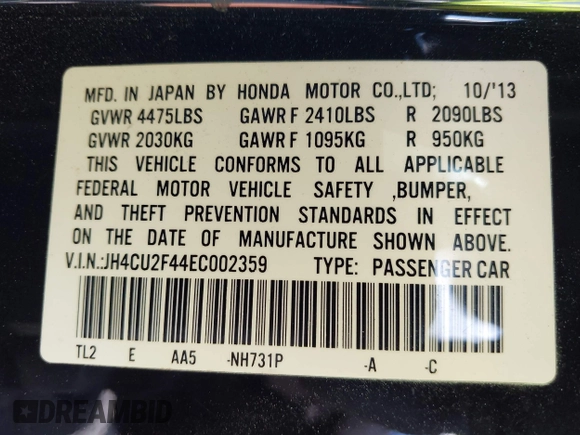 MFD. IN JAPAN BY HONDA MOTOR CO.,LTD; 10/'13
GVWR 4475LBS GAWR F 2410LBS R 2090LBS
GVWR 2030KG GAWR F 1095KG R 950KG
THIS VEHICLE CONFORMS TO ALL APPLICABLE
FEDERAL MOTOR VEHICLE SAFETY ,BUMPER,
AND THEFT PREVENTION STANDARDS IN EFFECT
ON THE DATE OF MANUFACTURE SHOWN ABOVE.
V.I.N.:JH4CU2F44EC002359 TYPE: PASSENGER CAR
TL2 E AA5 -NH731P -A -C
DREAMBID